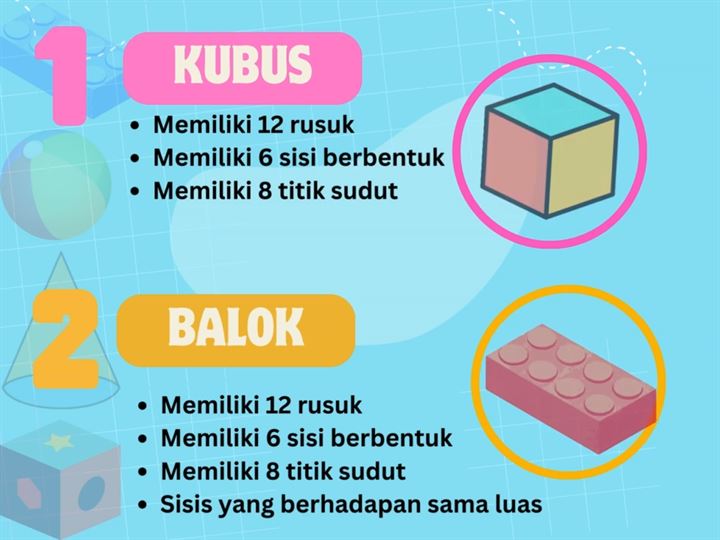 1
KUBUS
• Memiliki 12 rusuk
• Memiliki 6 sisi berbentuk
• Memiliki 8 titik sudut
2
BALOK
• Memiliki 12 rusuk
• Memiliki 6 sisi berbentuk
• Memiliki 8 titik sudut
• Sisis yang berhadapan sama luas